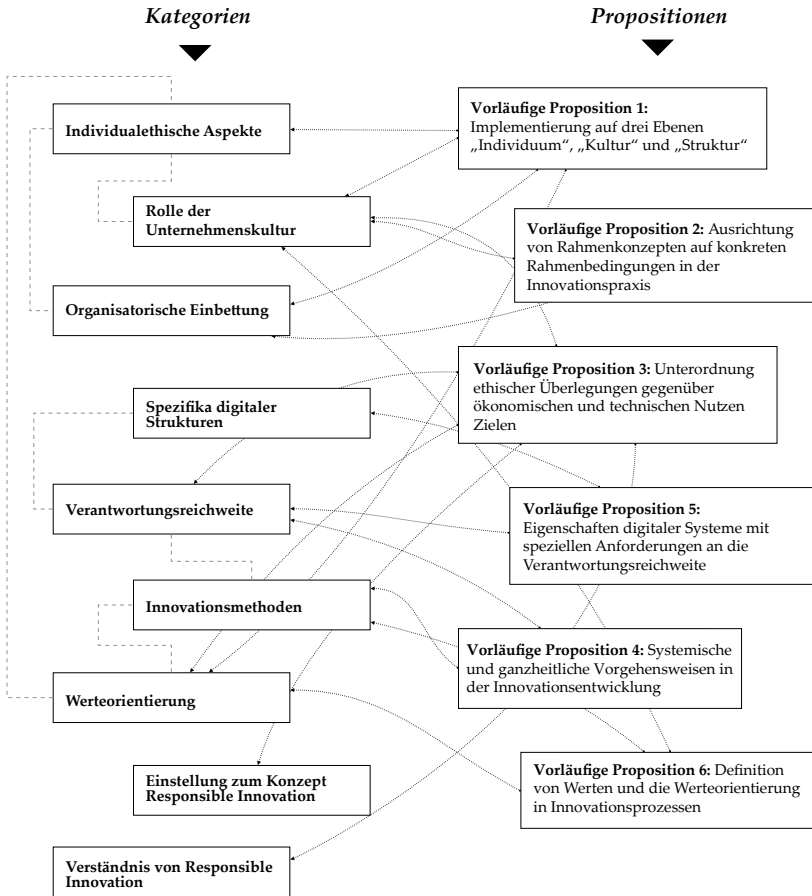 Kategorien
Propositionen
Individualethische Aspekte
Rolle der
Unternehmenskultur
Organisatorische Einbettung
Spezifika digitaler
Strukturen
Verantwortungsreichweite
Innovationsmethoden
Werteorientierung
Einstellung zum Konzept
Responsible Innovation
Verständnis von Responsible
Innovation
Vorläufige Proposition 1:
Implementierung auf drei Ebenen
„Individuum“, „Kultur“ und „Struktur“
Vorläufige Proposition 2: Ausrichtung
von Rahmenkonzepten auf konkreten
Rahmenbedingungen in der
Innovationspraxis
Vorläufige Proposition 3: Unterordnung
ethischer Überlegungen gegenüber
ökonomischen und technischen Nutzen
Zielen
Vorläufige Proposition 5:
Eigenschaften digitaler Systeme mit
speziellen Anforderungen an die
Verantwortungsreichweite
Vorläufige Proposition 4: Systemische
und ganzheitliche Vorgehensweisen in
der Innovationsentwicklung
Vorläufige Proposition 6: Definition
von Werten und die Werteorientierung
in Innovationsprozessen